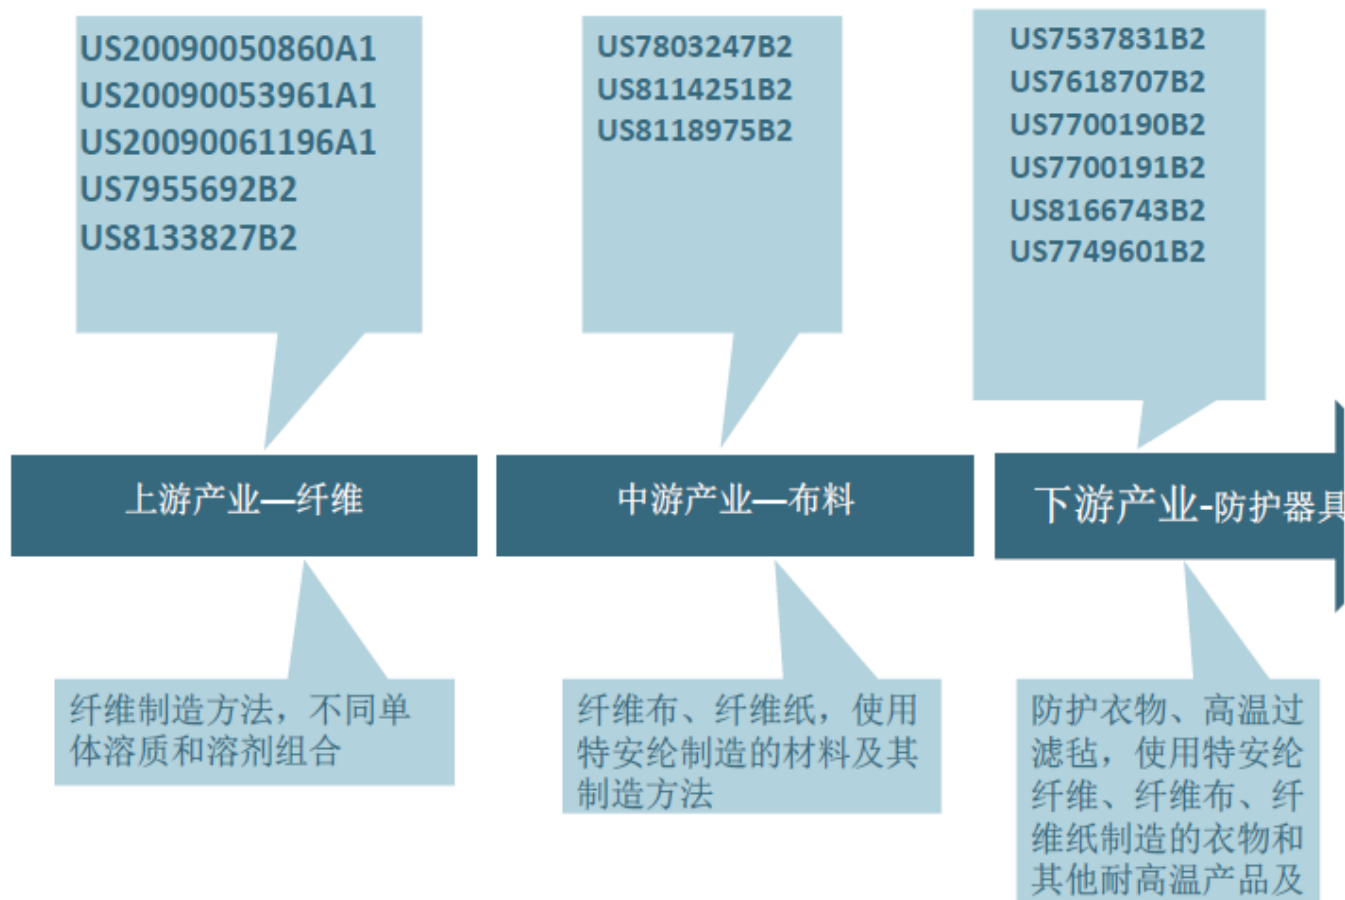 US20090050860A1
US20090053961A1
US20090061196A1
US7955692B2
US8133827B2
US7803247B2
US8114251B2
US8118975B2
US7537831B2
US7618707B2
US7700190B2
US7700191B2
US8166743B2
US7749601B2
上游产业—纤维
中游产业—布料
下游产业-防护器具
纤维制造方法，不同单
体溶质和溶剂组合
纤维布、纤维纸，使用
特安纶制造的材料及其
制造方法
防护衣物、高温过
滤毡，使用特安纶
纤维、纤维布、纤
维纸制造的衣物和
其他耐高温产品及